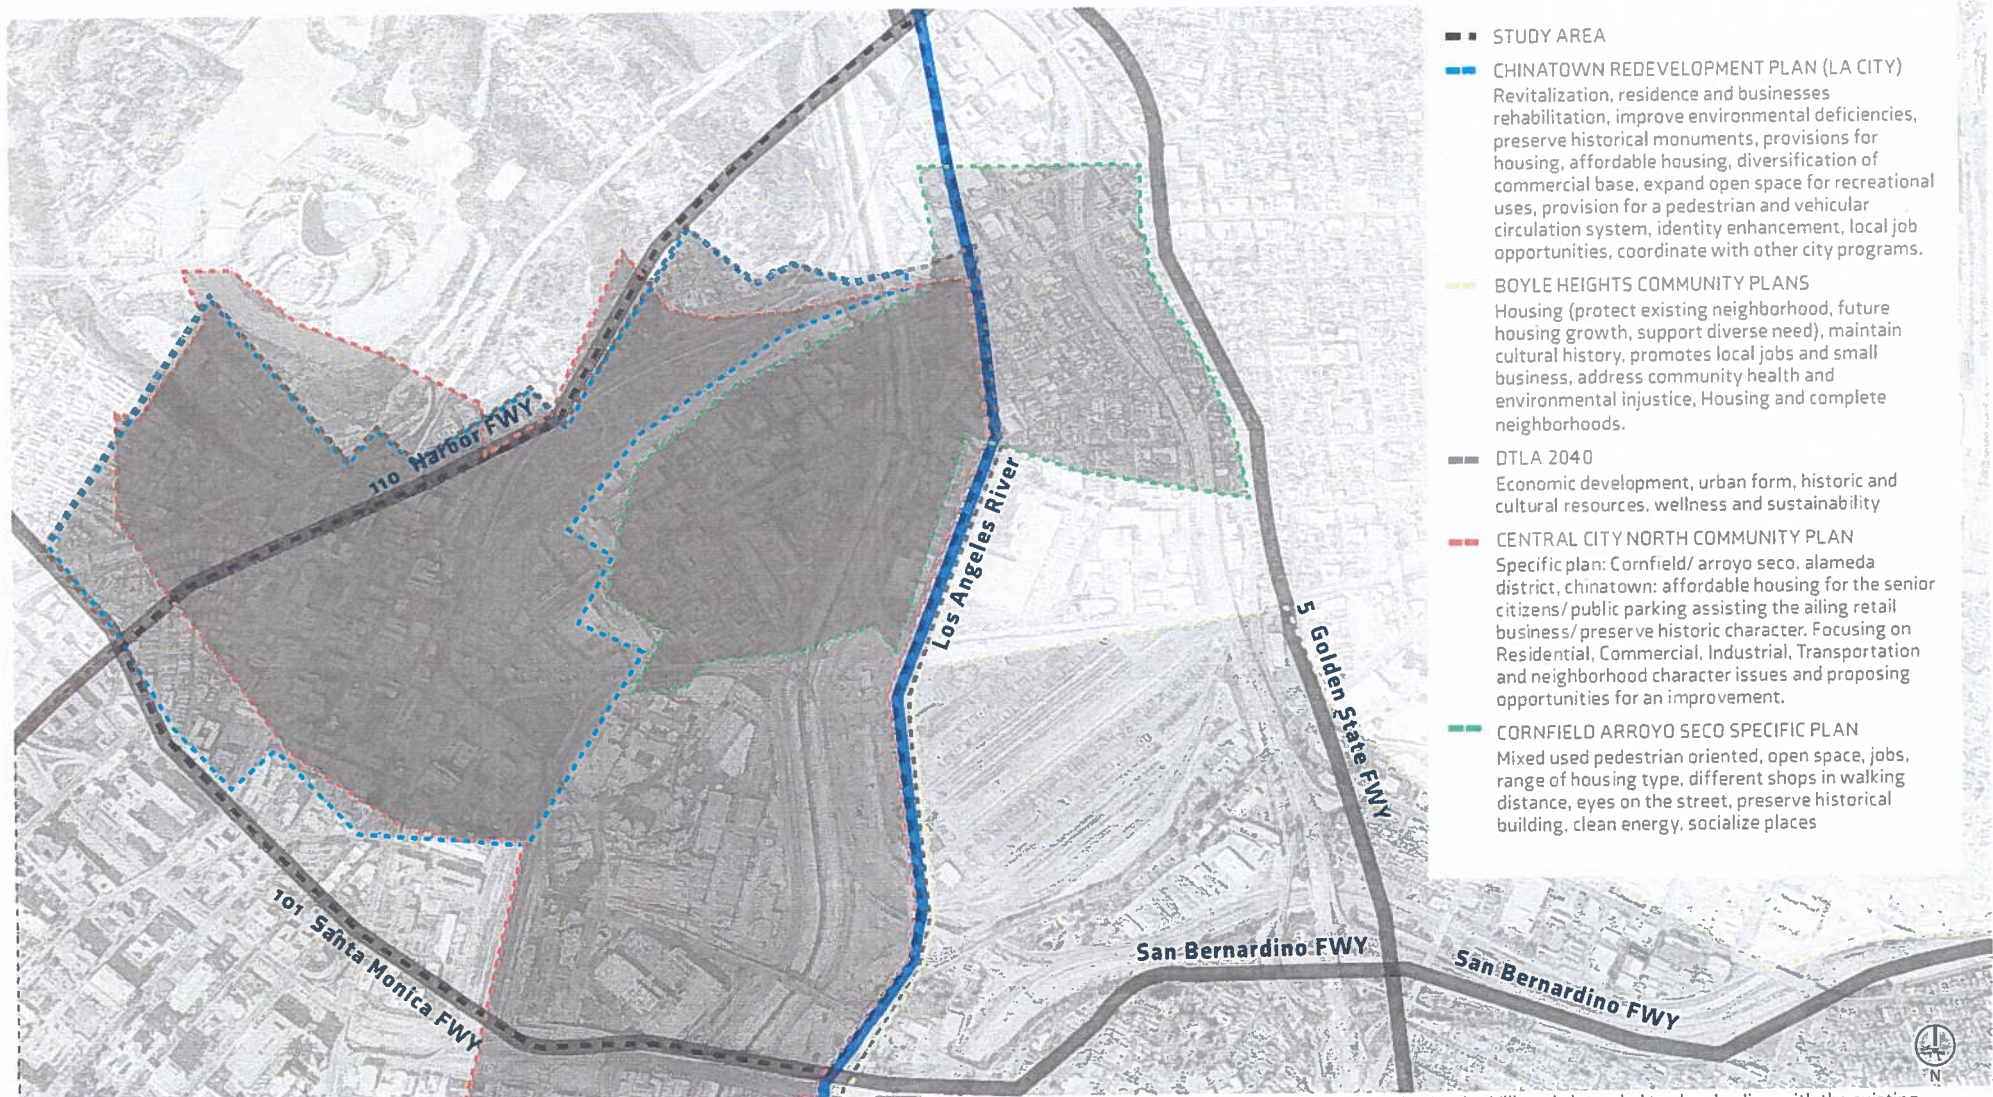 STUDY AREA
CHINATOWN REDEVELOPMENT PLAN (LA CITY)
Revitalization, residence and businesses
rehabilitation, improve environmental deficiencies,
preserve historical monuments, provisions for
housing, affordable housing, diversification of
commercial base, expand open space for recreational
uses, provision for a pedestrian and vehicular
circulation system, identity enhancement, local job
opportunities, coordinate with other city programs.
BOYLE HEIGHTS COMMUNITY PLANS
Housing (protect existing neighborhood, future
housing growth, support diverse need), maintain
cultural history, promotes local jobs and small
business, address community health and
environmental injustice, Housing and complete
neighborhoods.
DTLA 2040
Economic development, urban form, historic and
cultural resources, wellness and sustainability
CENTRAL CITY NORTH COMMUNITY PLAN
Specific plan: Cornfield/ arroyo seco. alameda
district, chinatown: affordable housing for the senior
citizens/ public parking assisting the ailing retail
business/ preserve historic character. Focusing on
Residential, Commercial, Industrial, Transportation
and neighborhood character issues and proposing
opportunities for an improvement.
CORNFIELD ARROYO SECO SPECIFIC PLAN
Mixed used pedestrian oriented, open space, jobs,
range of housing type, different shops in walking
distance, eyes on the street, preserve historical
building, clean energy, socialize places
110 Harbor FWY
Los Angeles River
5 Golden State FWY
101 Santa Monica FWY
San Bernardino FWY
San Bernardino FWY
N
with the existing